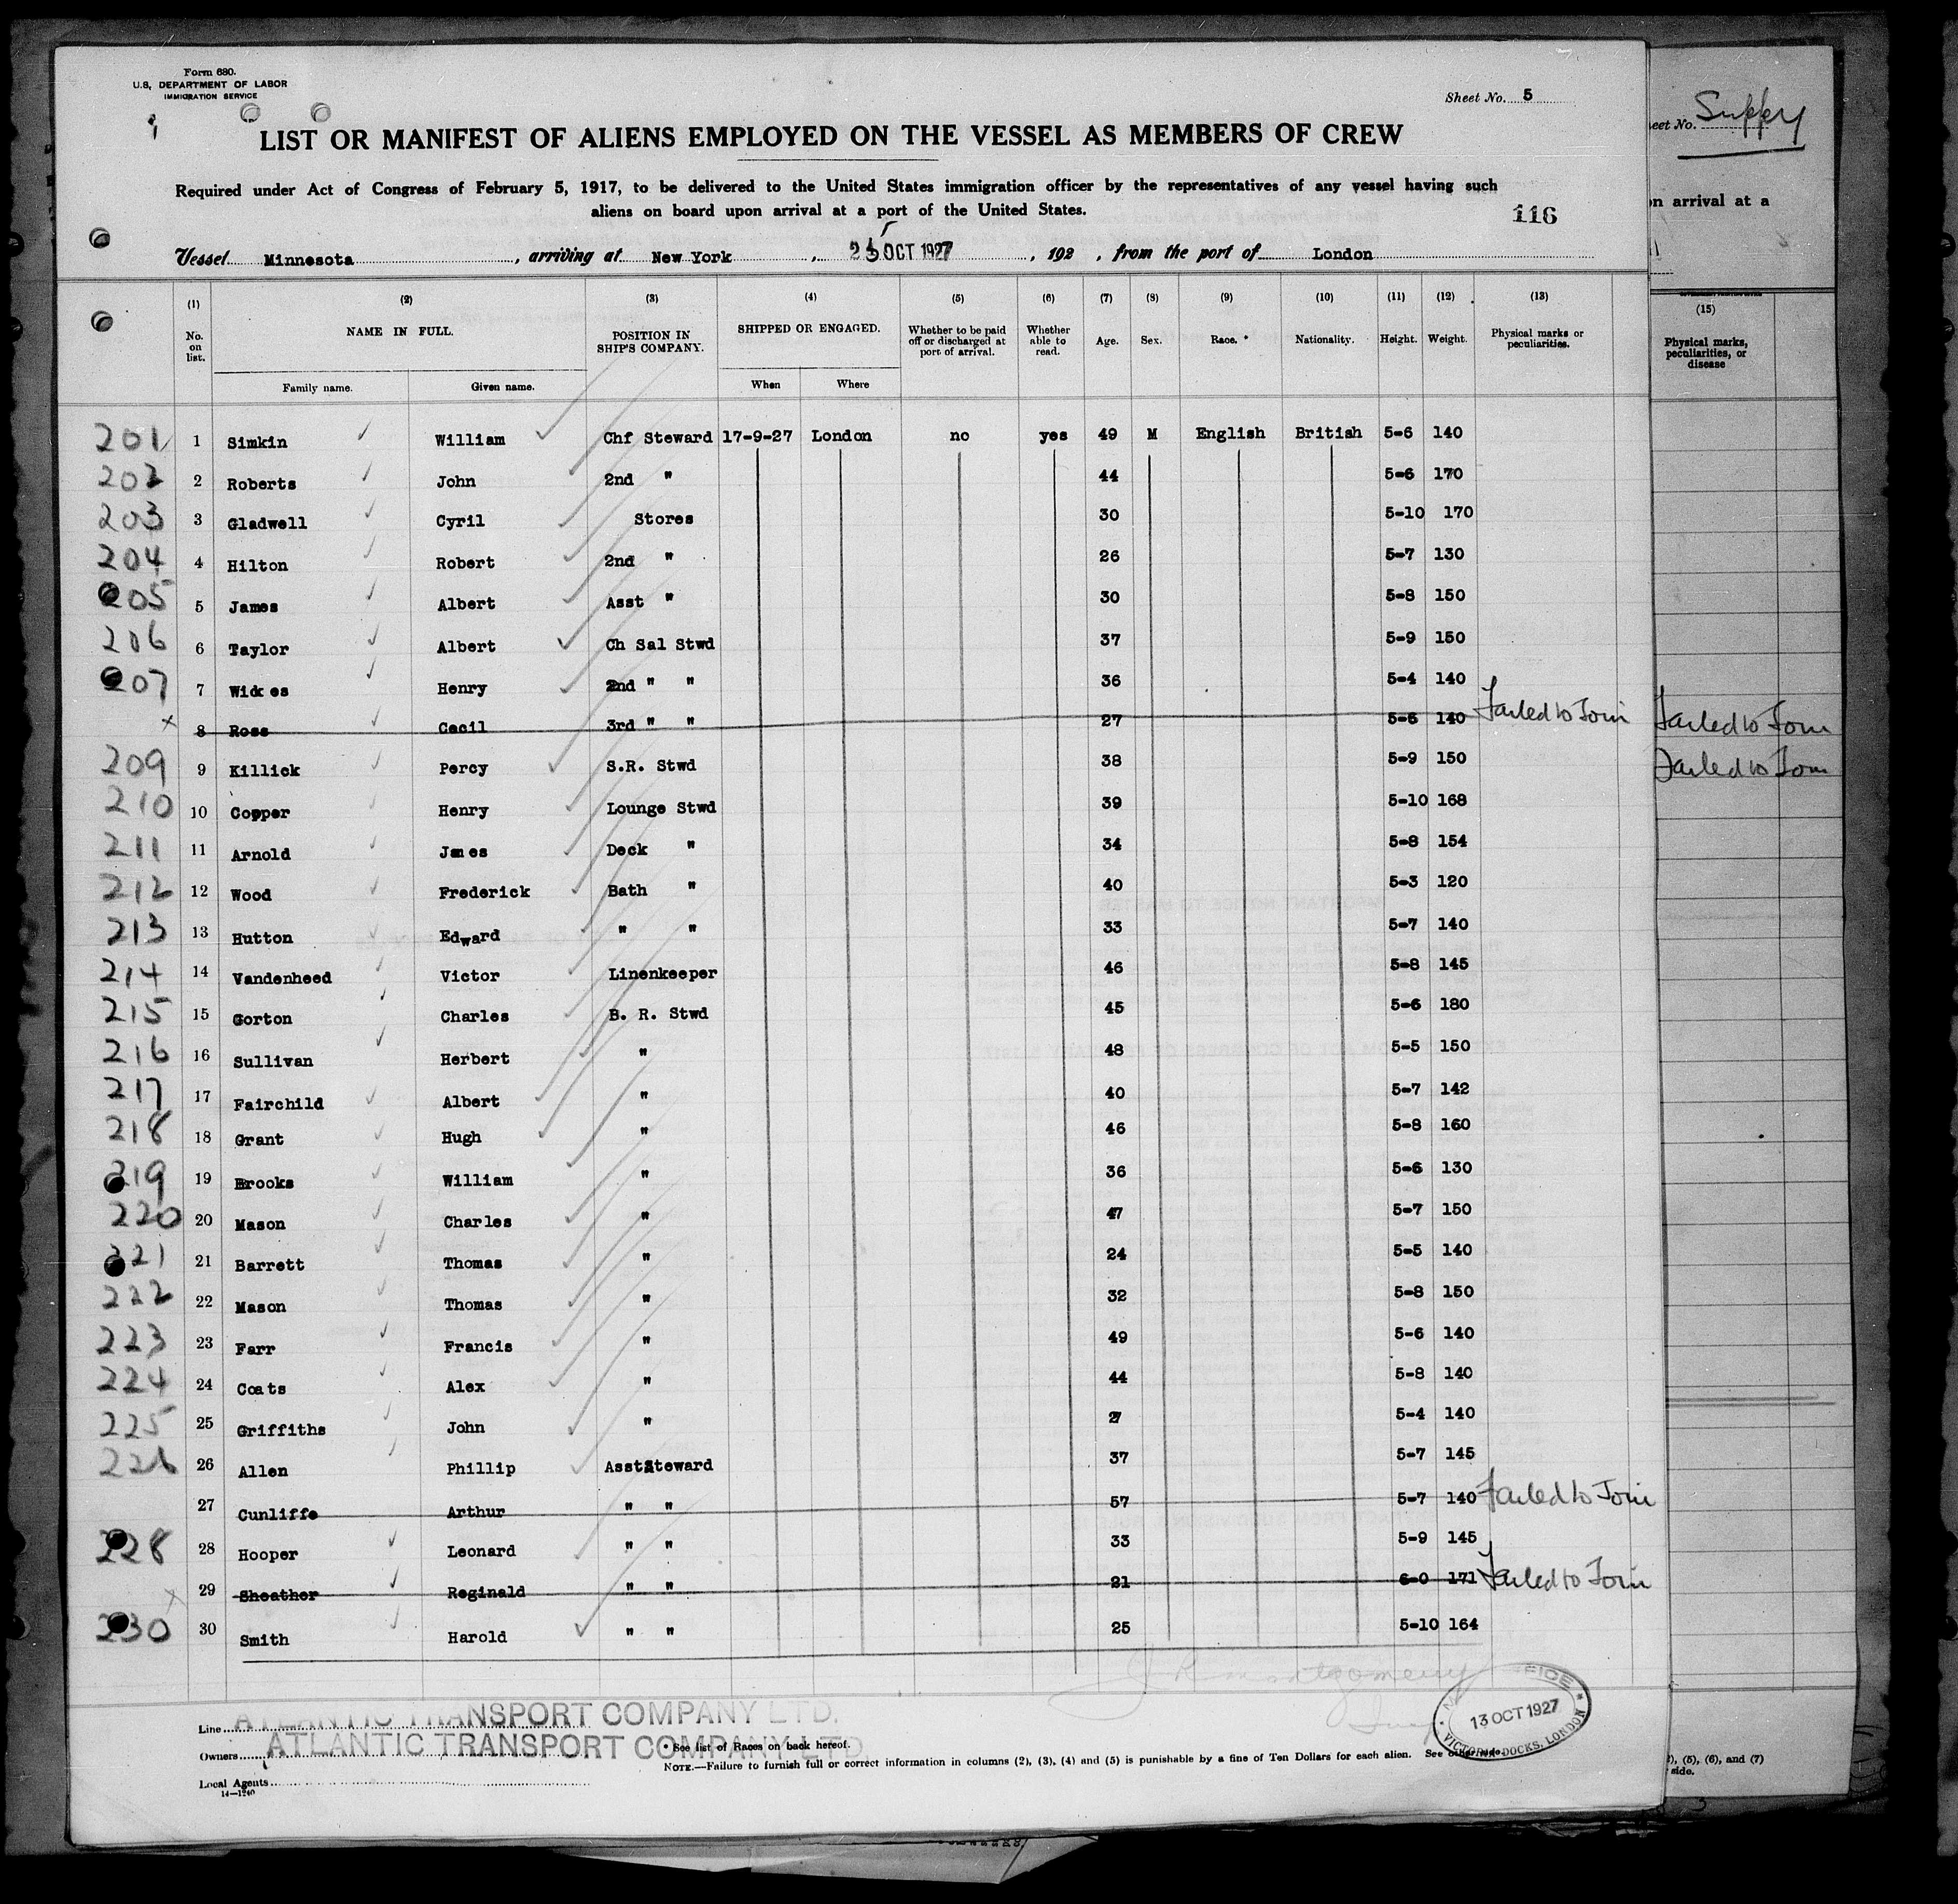 Form 680.
U.S. DEPARTMENT OF LABOR
IMMIGRATION SERVICE
Sheet No. 5
LIST OR MANIFEST OF ALIENS EMPLOYED ON THE VESSEL AS MEMBERS OF CREW
Required under Act of Congress of February 5, 1917, to be delivered to the United States immigration officer by the representatives of any vessel having such
aliens on board upon arrival at a port of the United States.
116
Vessel Minnesota, arriving at New York, 25 OCT 1927, 192 , from the port of London
(1) (2) (3) (4) (5) (6) (7) (8) (9) (10) (11) (12) (13)
No. on list. NAME IN FULL. POSITION IN SHIP'S COMPANY. SHIPPED OR ENGAGED. Whether to be paid off or discharged at port of arrival. Whether able to read. Age. Sex. Race. * Nationality. Height. Weight. Physical marks or peculiarities.
Family name. Given name. When Where
201 1 Simkin William Chf Steward 17-9-27 London no yes 49 M English British 5-6 140
202 2 Roberts John 2nd " 44 5-6 170
203 3 Gladwell Cyril Stores 30 5-10 170
204 4 Hilton Robert 2nd " 26 5-7 130
205 5 James Albert Asst " 30 5-8 150
206 6 Taylor Albert Ch Sal Stwd 37 5-9 150
207 7 Wickes Henry 2nd " " 36 5-4 140
x 8 Ross Cecil 3rd " " 27 5-6 140 Failed to Join
209 9 Killick Percy S.R. Stwd 38 5-9 150
210 10 Copper Henry Lounge Stwd 39 5-10 168
211 11 Arnold James Deck " 34 5-8 154
212 12 Wood Frederick Bath " 40 5-3 120
213 13 Hutton Edward " " 33 5-7 140
214 14 Vandenheed Victor Linenkeeper 46 5-8 145
215 15 Gorton Charles B. R. Stwd 45 5-6 180
216 16 Sullivan Herbert " 48 5-5 150
217 17 Fairchild Albert " 40 5-7 142
218 18 Grant Hugh " 46 5-8 160
219 19 Brooks William " 36 5-6 130
220 20 Mason Charles " 47 5-7 150
221 21 Barrett Thomas " 24 5-5 140
222 22 Mason Thomas " 32 5-8 150
223 23 Farr Francis " 49 5-6 140
224 24 Coats Alex " 44 5-8 140
225 25 Griffiths John " 27 5-4 140
226 26 Allen Phillip AsstSteward 37 5-7 145
27 Cunliffe Arthur " " 57 5-7 140 Failed to Join
228 28 Hooper Leonard " " 33 5-9 145
x 29 Sheather Reginald " " 21 6-0 171 Failed to Join
230 30 Smith Harold " " 25 5-10 164
Line ATLANTIC TRANSPORT COMPANY LTD.
Owners ATLANTIC TRANSPORT COMPANY LTD.
Local Agents
14—1240
* See list of Races on back hereof.
NOTE.—Failure to furnish full or correct information in columns (2), (3), (4) and (5) is punishable by a fine of Ten Dollars for each alien. See other side.
13 OCT 1927
VICTORIA DOCKS, LONDON
eet No. Suppy
on arrival at a
(15)
Physical marks, peculiarities, or disease
Failed to Join
Failed to Join
), (5), (6), and (7)
side.